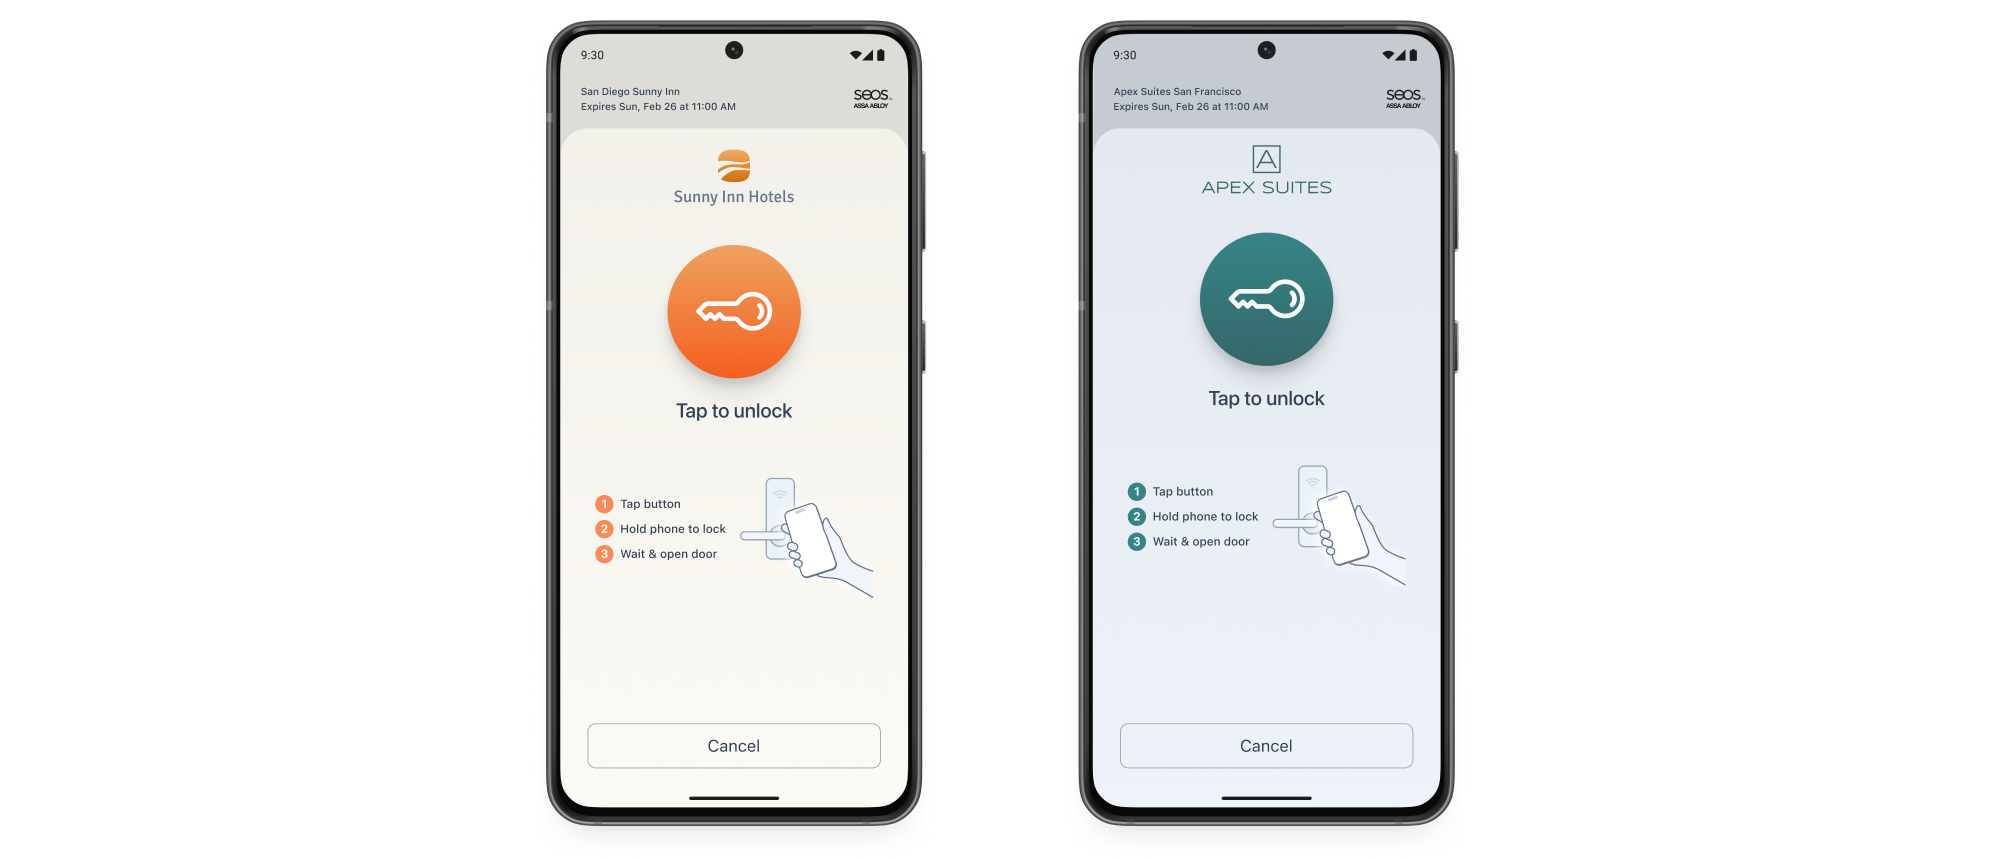 9:30
San Diego Sunny Inn
Expires Sun, Feb 26 at 11:00 AM
seos
ASSA ABLOY
Sunny Inn Hotels
Tap to unlock
1 Tap button
2 Hold phone to lock
3 Wait & open door
Cancel
9:30
Apex Suites San Francisco
Expires Sun, Feb 26 at 11:00 AM
seos
ASSA ABLOY
A
APEX SUITES
Tap to unlock
1 Tap button
2 Hold phone to lock
3 Wait & open door
Cancel